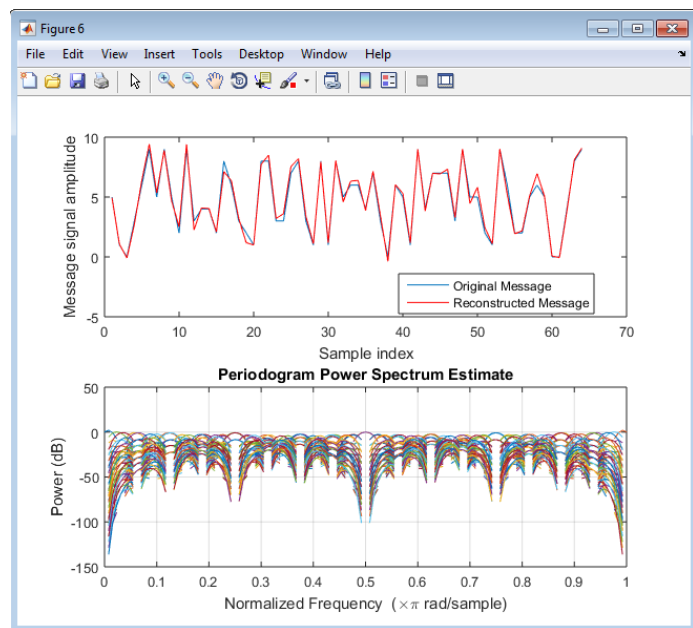 Figure 6
File Edit View Insert Tools Desktop Window Help
10
5
0
-5
Message signal amplitude
Original Message
Reconstructed Message
0 10 20 30 40 50 60 70
Sample index
Periodogram Power Spectrum Estimate
50
0
-50
-100
-150
Power (dB)
0 0.1 0.2 0.3 0.4 0.5 0.6 0.7 0.8 0.9 1
Normalized Frequency (×π rad/sample)